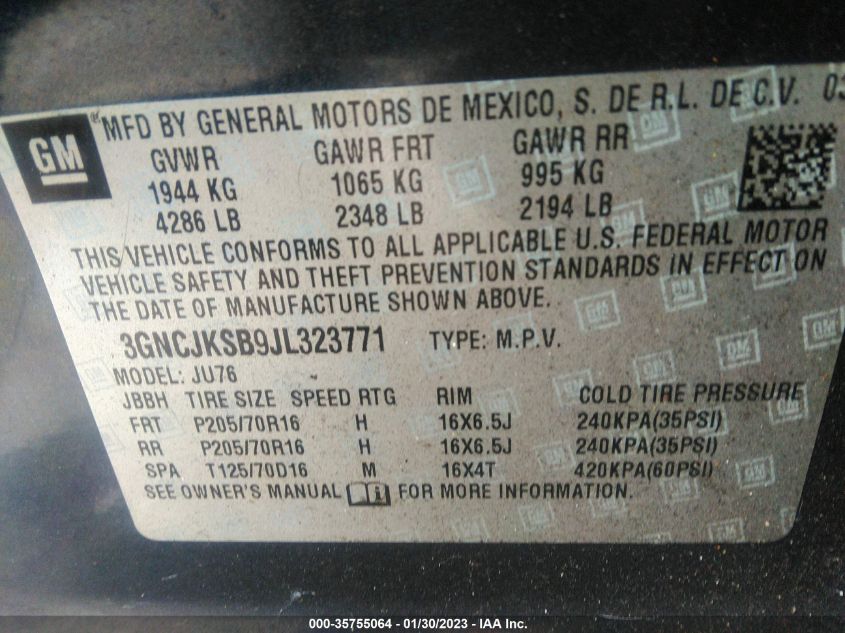 GM
MFD BY GENERAL MOTORS DE MEXICO, S. DE R.L. DE C.V. 03
GVWR GAWR FRT GAWR RR
1944 KG 1065 KG 995 KG
4286 LB 2348 LB 2194 LB
THIS VEHICLE CONFORMS TO ALL APPLICABLE U.S. FEDERAL MOTOR
VEHICLE SAFETY AND THEFT PREVENTION STANDARDS IN EFFECT ON
THE DATE OF MANUFACTURE SHOWN ABOVE.
3GNCJKSB9JL323771 TYPE: M.P.V.
MODEL: JU76
JBBH TIRE SIZE SPEED RTG RIM COLD TIRE PRESSURE
FRT P205/70R16 H 16X6.5J 240KPA(35PSI)
RR P205/70R16 H 16X6.5J 240KPA(35PSI)
SPA T125/70D16 M 16X4T 420KPA(60PSI)
SEE OWNER'S MANUAL FOR MORE INFORMATION.
000-35755064 - 01/30/2023 - IAA Inc.